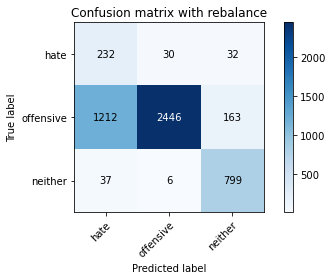 Confusion matrix with rebalance
hate
232
30
32
offensive
1212
2446
163
neither
37
6
799
hate
offensive
neither
True label
Predicted label
2000
1500
1000
500